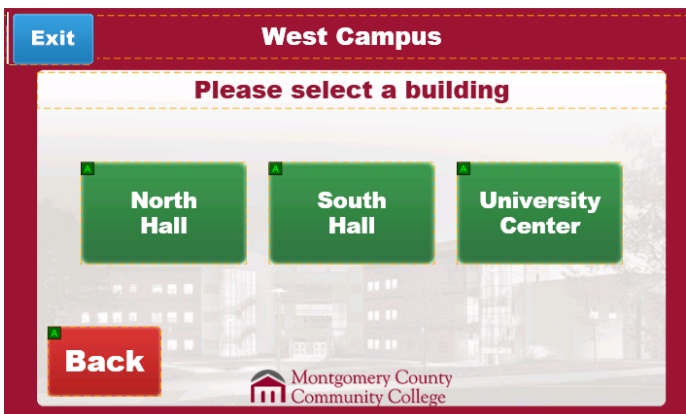 Exit
West Campus
Please select a building
A
A
A
North
Hall
South
Hall
University
Center
A
Back
Montgomery County
Community College